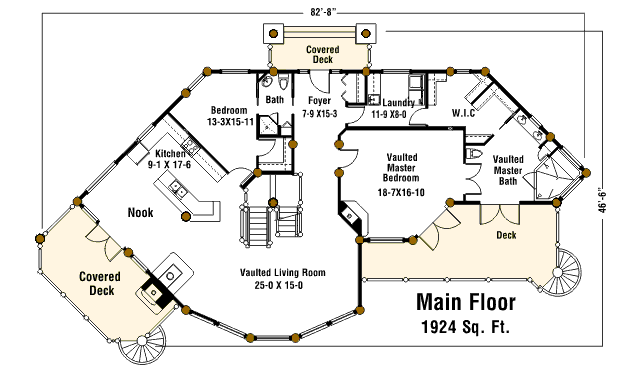 82'-8"
Covered
Deck
Bath
Foyer
7-9 X15-3
Laundry
11-9 X8-0
W.I.C
Bedroom
13-3X15-11
Kitchen
9-1 X 17-6
Vaulted
Master
Bedroom
18-7X16-10
Vaulted
Master
Bath
46'-6"
Nook
Deck
Covered
Deck
Vaulted Living Room
25-0 X 15-0
Main Floor
1924 Sq. Ft.